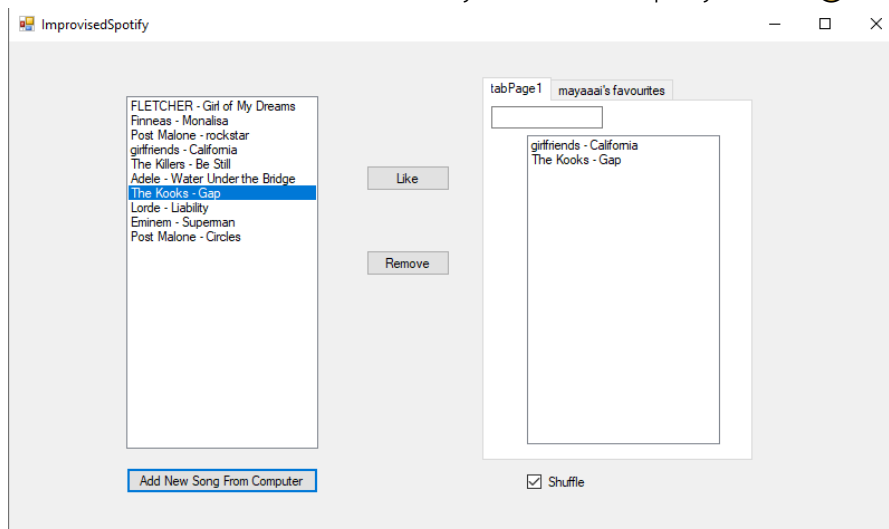 ImprovisedSpotify
FLETCHER - Girl of My Dreams
Finneas - Monalisa
Post Malone - rockstar
girlfriends - California
The Killers - Be Still
Adele - Water Under the Bridge
The Kooks - Gap
Lorde - Liability
Eminem - Superman
Post Malone - Circles
Add New Song From Computer
Like
Remove
tabPage1 mayaaai's favourites
girlfriends - California
The Kooks - Gap
Shuffle